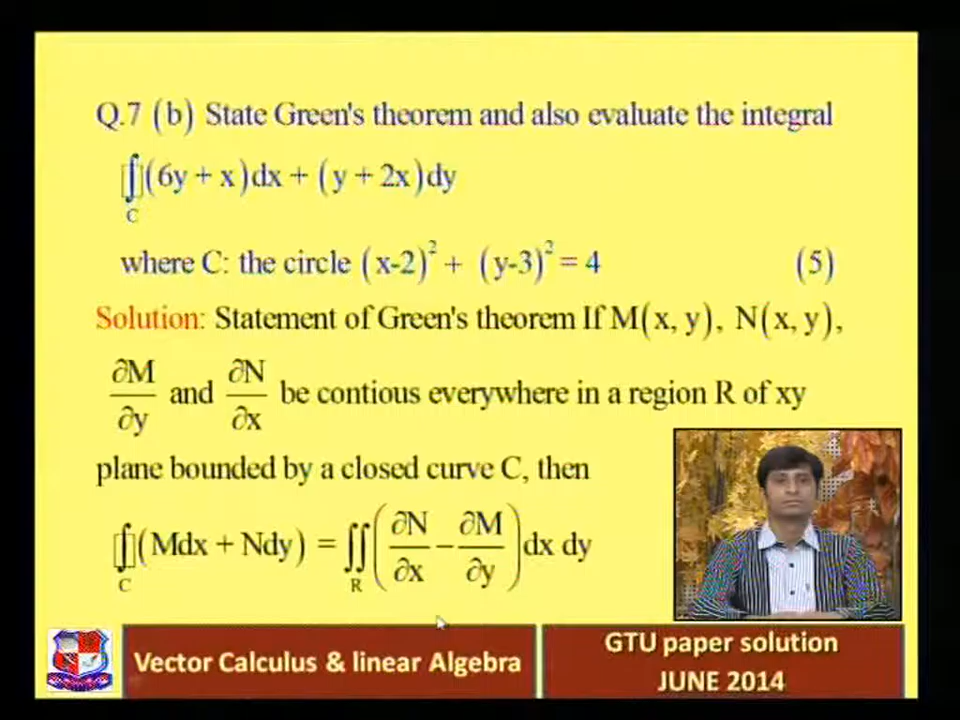 Q.7 (b) State Green's theorem and also evaluate the integral
∮C (6y + x)dx + (y + 2x)dy
where C: the circle (x-2)² + (y-3)² = 4 (5)
Solution: Statement of Green's theorem If M(x, y), N(x, y),
∂M/∂y and ∂N/∂x be contious everywhere in a region R of xy
plane bounded by a closed curve C, then
∮C (Mdx + Ndy) = ∬R (∂N/∂x − ∂M/∂y) dx dy
Vector Calculus & linear Algebra
GTU paper solution
JUNE 2014